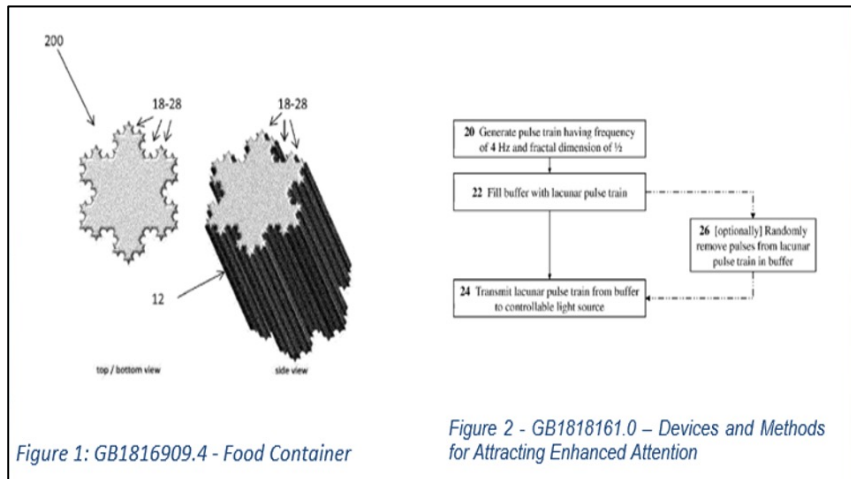 200
18-28
18-28
12
top / bottom view
side view
Figure 1: GB1816909.4 - Food Container
20 Generate pulse train having frequency
of 4 Hz and fractal dimension of ½
22 Fill buffer with lacunar pulse train
26 [optionally] Randomly
remove pulses from lacunar
pulse train in buffer
24 Transmit lacunar pulse train from buffer
to controllable light source
Figure 2 - GB1818161.0 – Devices and Methods
for Attracting Enhanced Attention